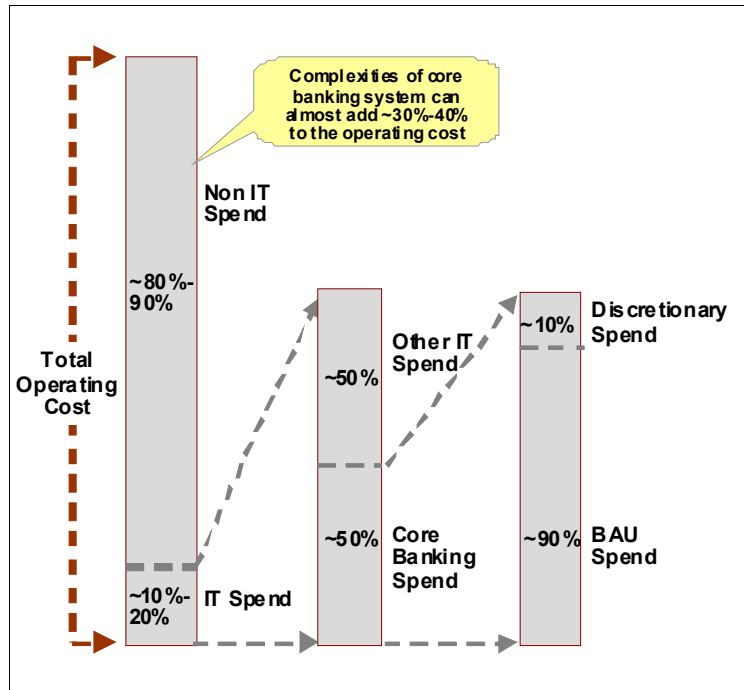 Complexities of core
banking system can
almost add ~30%-40%
to the operating cost
Non IT
Spend
~80%-
90%
Total
Operating
Cost
~10%-
20%
IT Spend
Other IT
Spend
~50%
~50%
Core
Banking
Spend
~10%
Discretionary
Spend
~90%
BAU
Spend